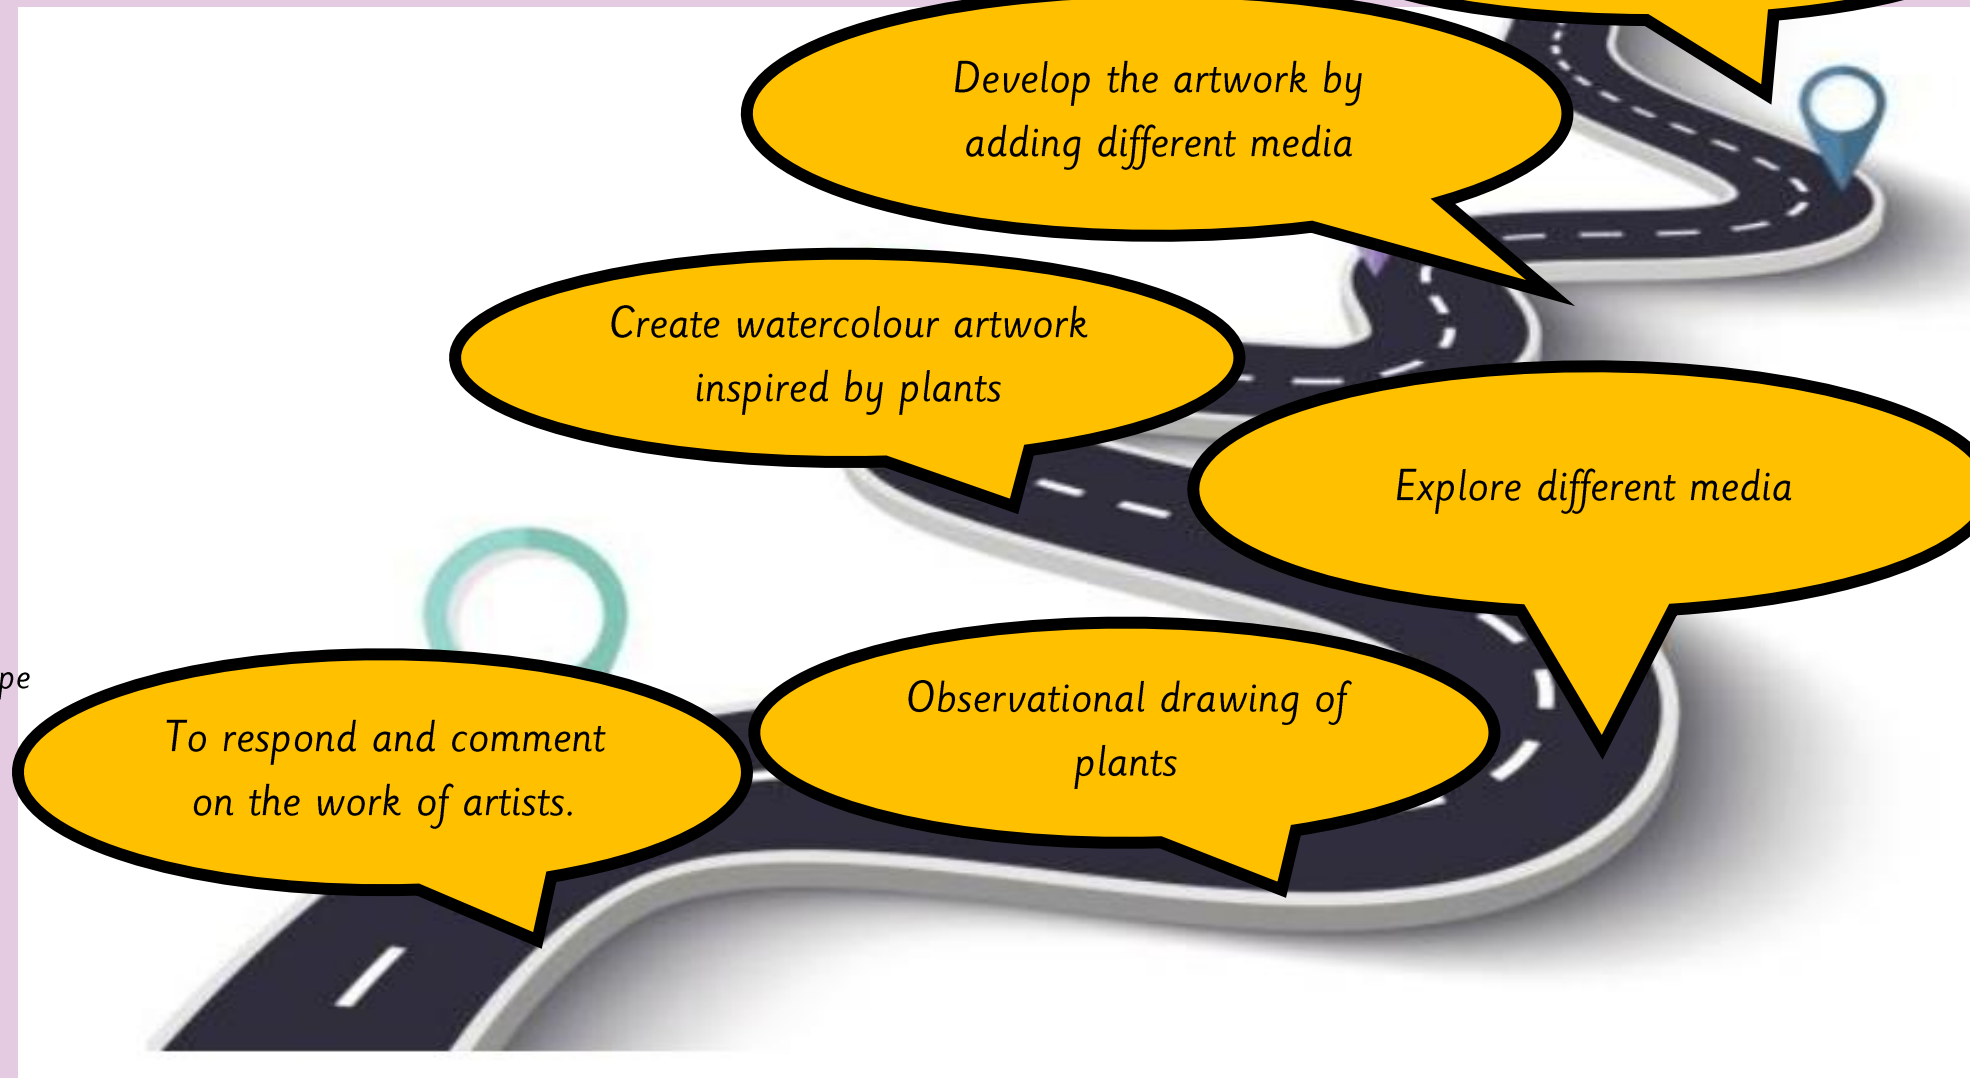 Develop the artwork by
adding different media
Create watercolour artwork
inspired by plants
Explore different media
Observational drawing of
plants
To respond and comment
on the work of artists.